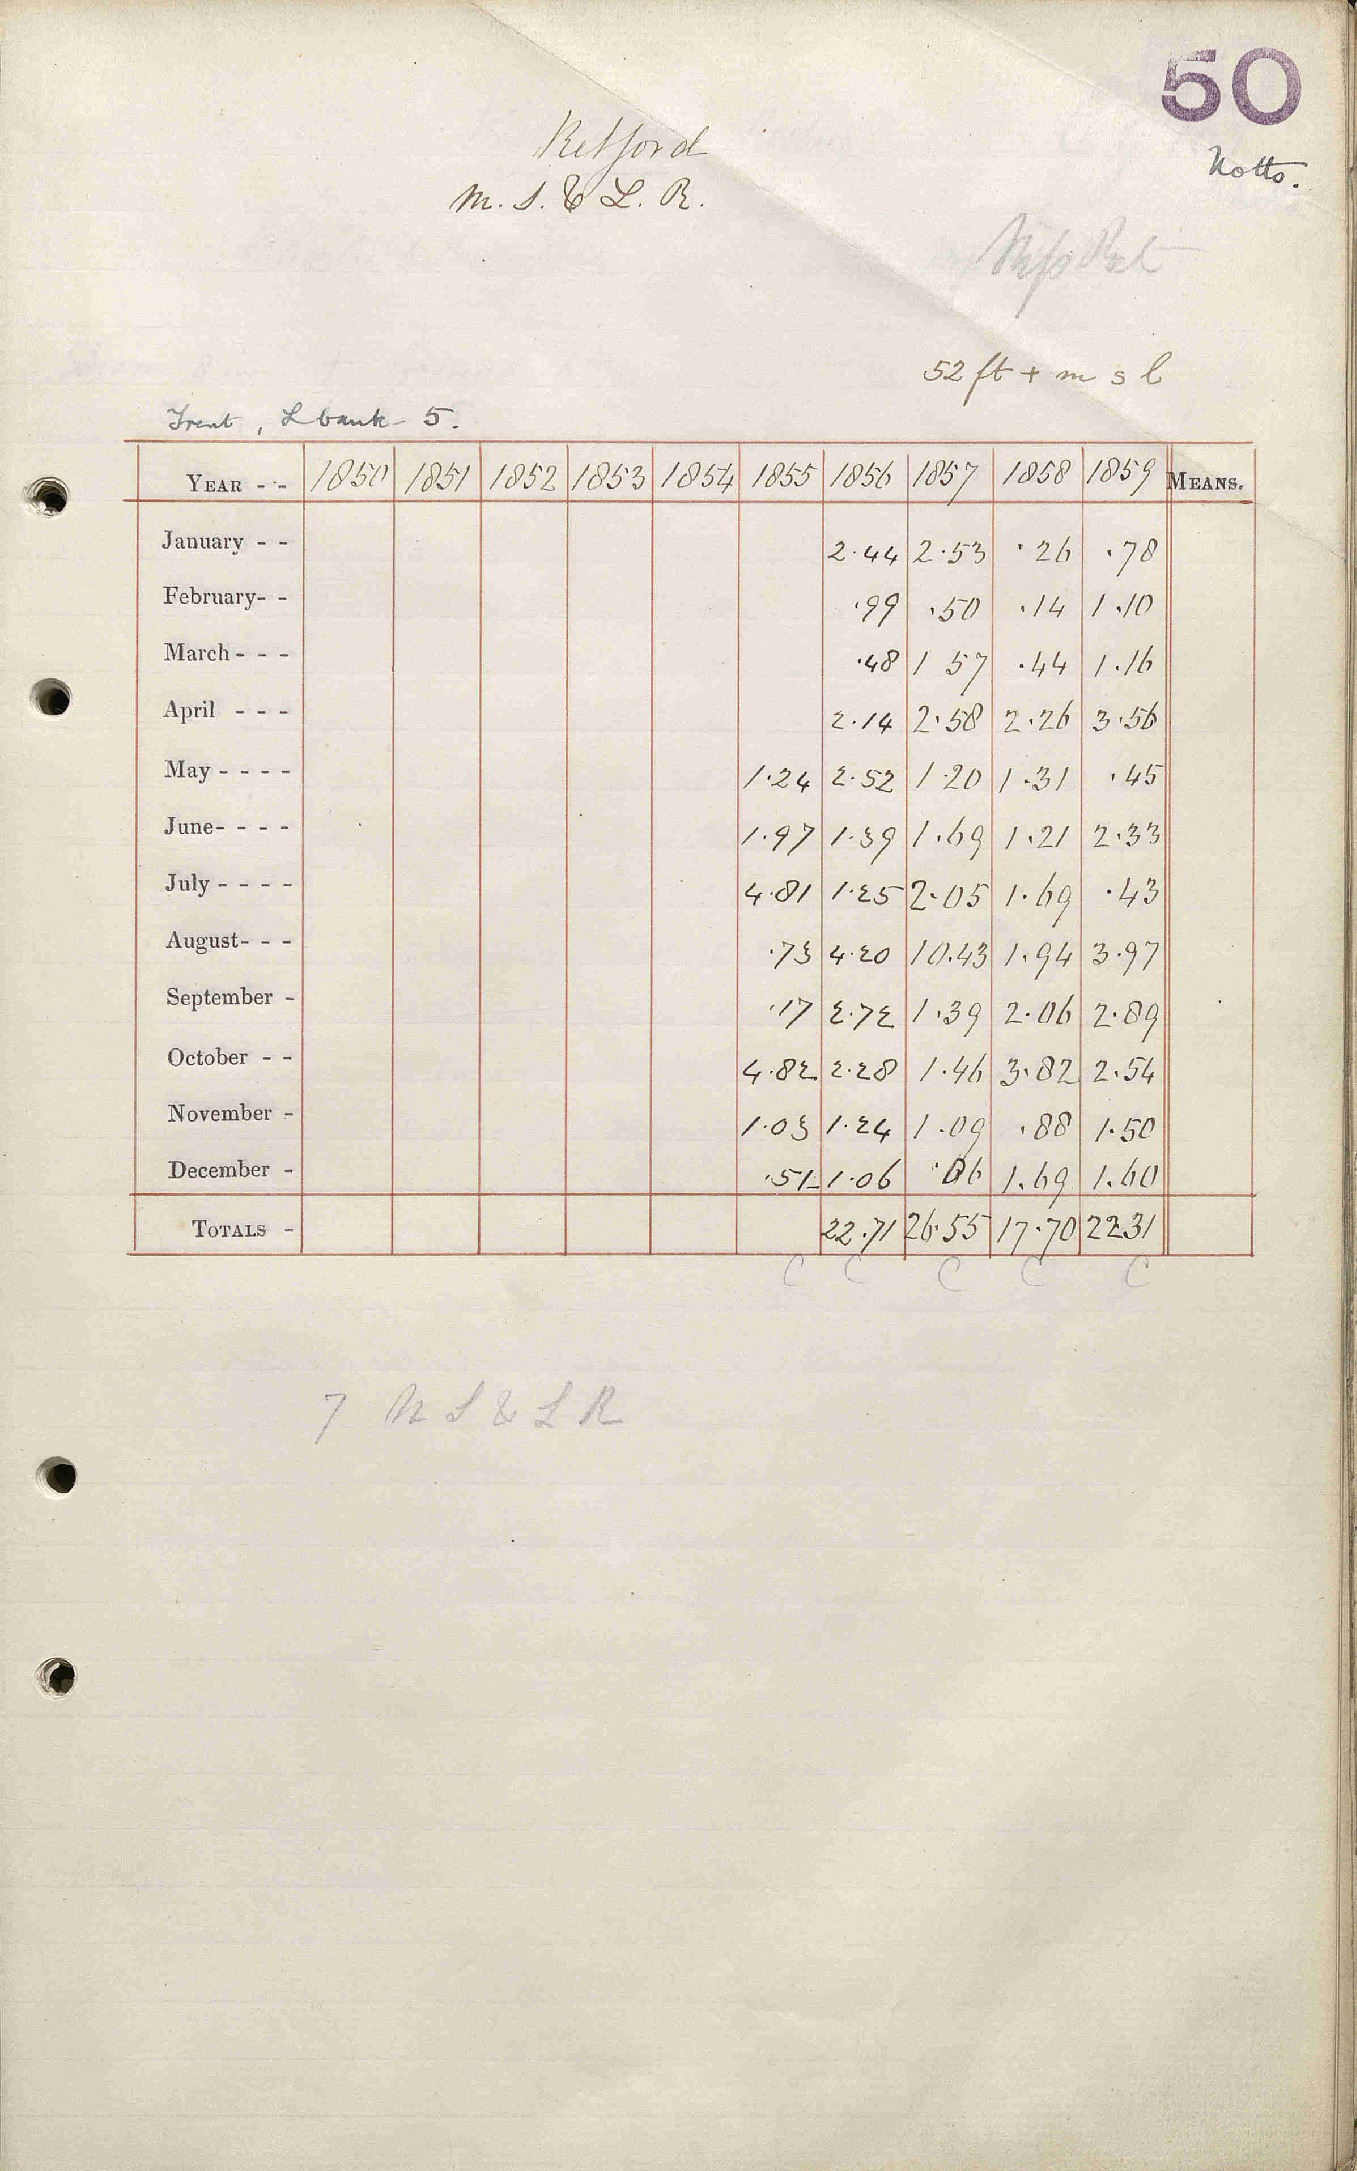 50
Notts.
Retford
M. S. & L. R.
52 ft + m s l
Trent, L bank - 5.
YEAR - - 1850 1851 1852 1853 1854 1855 1856 1857 1858 1859 MEANS.
January - - 2.44 2.53 .26 .78
February- - .99 .50 .14 1.10
March - - - .48 1 57 .44 1.16
April - - - 2.14 2.58 2.26 3.56
May - - - - 1.24 2.52 1.20 1.31 .45
June- - - - 1.97 1.39 1.69 1.21 2.33
July - - - - 4.81 1.25 2.05 1.69 .43
August- - - .73 4.20 10.43 1.94 3.97
September - .17 2.72 1.39 2.06 2.89
October - - 4.82 2.28 1.46 3.82 2.54
November - 1.03 1.24 1.09 .88 1.50
December - .51 1.06 .06 1.69 1.60
TOTALS - 22.71 26.55 17.70 22.31
C C C C C
7 M S & L R